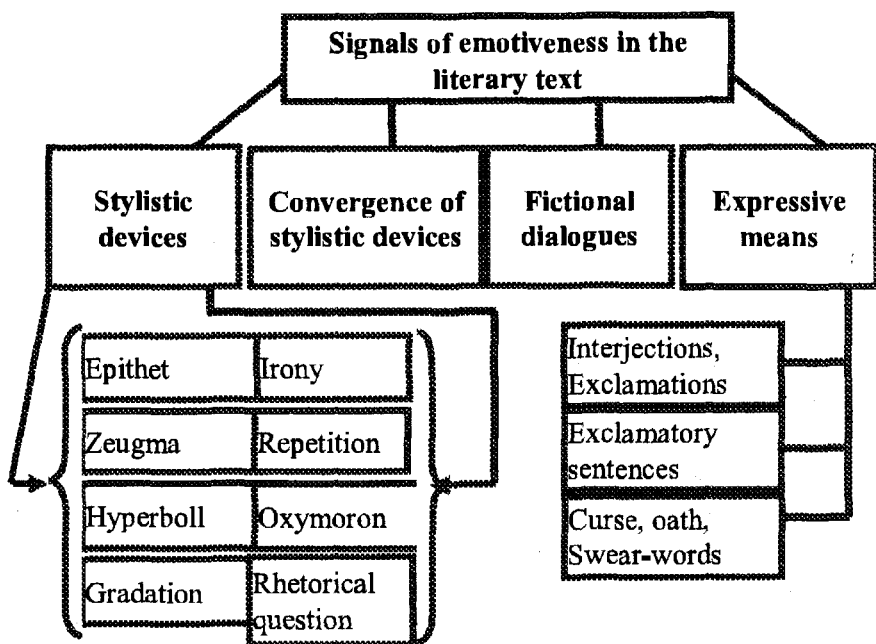 Signals of emotiveness in the
literary text
Stylistic
devices
Convergence of
stylistic devices
Fictional
dialogues
Expressive
means
Epithet
Irony
Zeugma
Repetition
Hyperboll
Oxymoron
Gradation
Rhetorical
question
Interjections,
Exclamations
Exclamatory
sentences
Curse, oath,
Swear-words